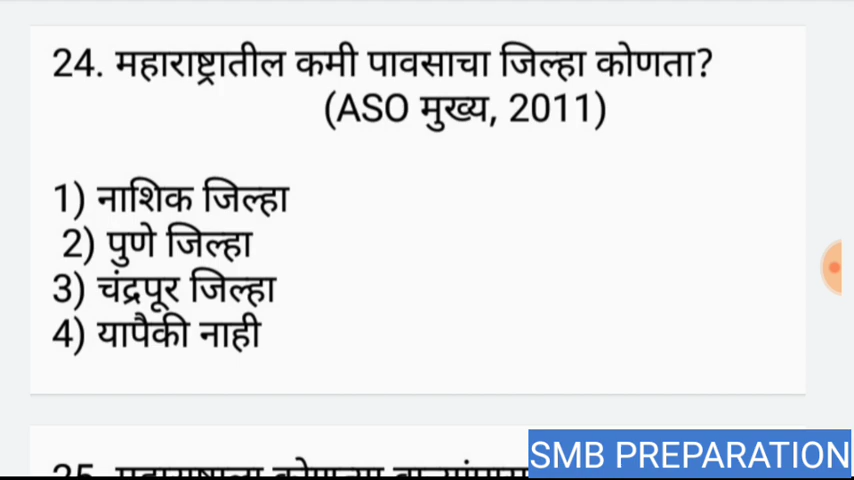 24. महाराष्ट्रातील कमी पावसाचा जिल्हा कोणता?
(ASO मुख्य, 2011)
1) नाशिक जिल्हा
2) पुणे जिल्हा
3) चंद्रपूर जिल्हा
4) यापैकी नाही
SMB PREPARATION